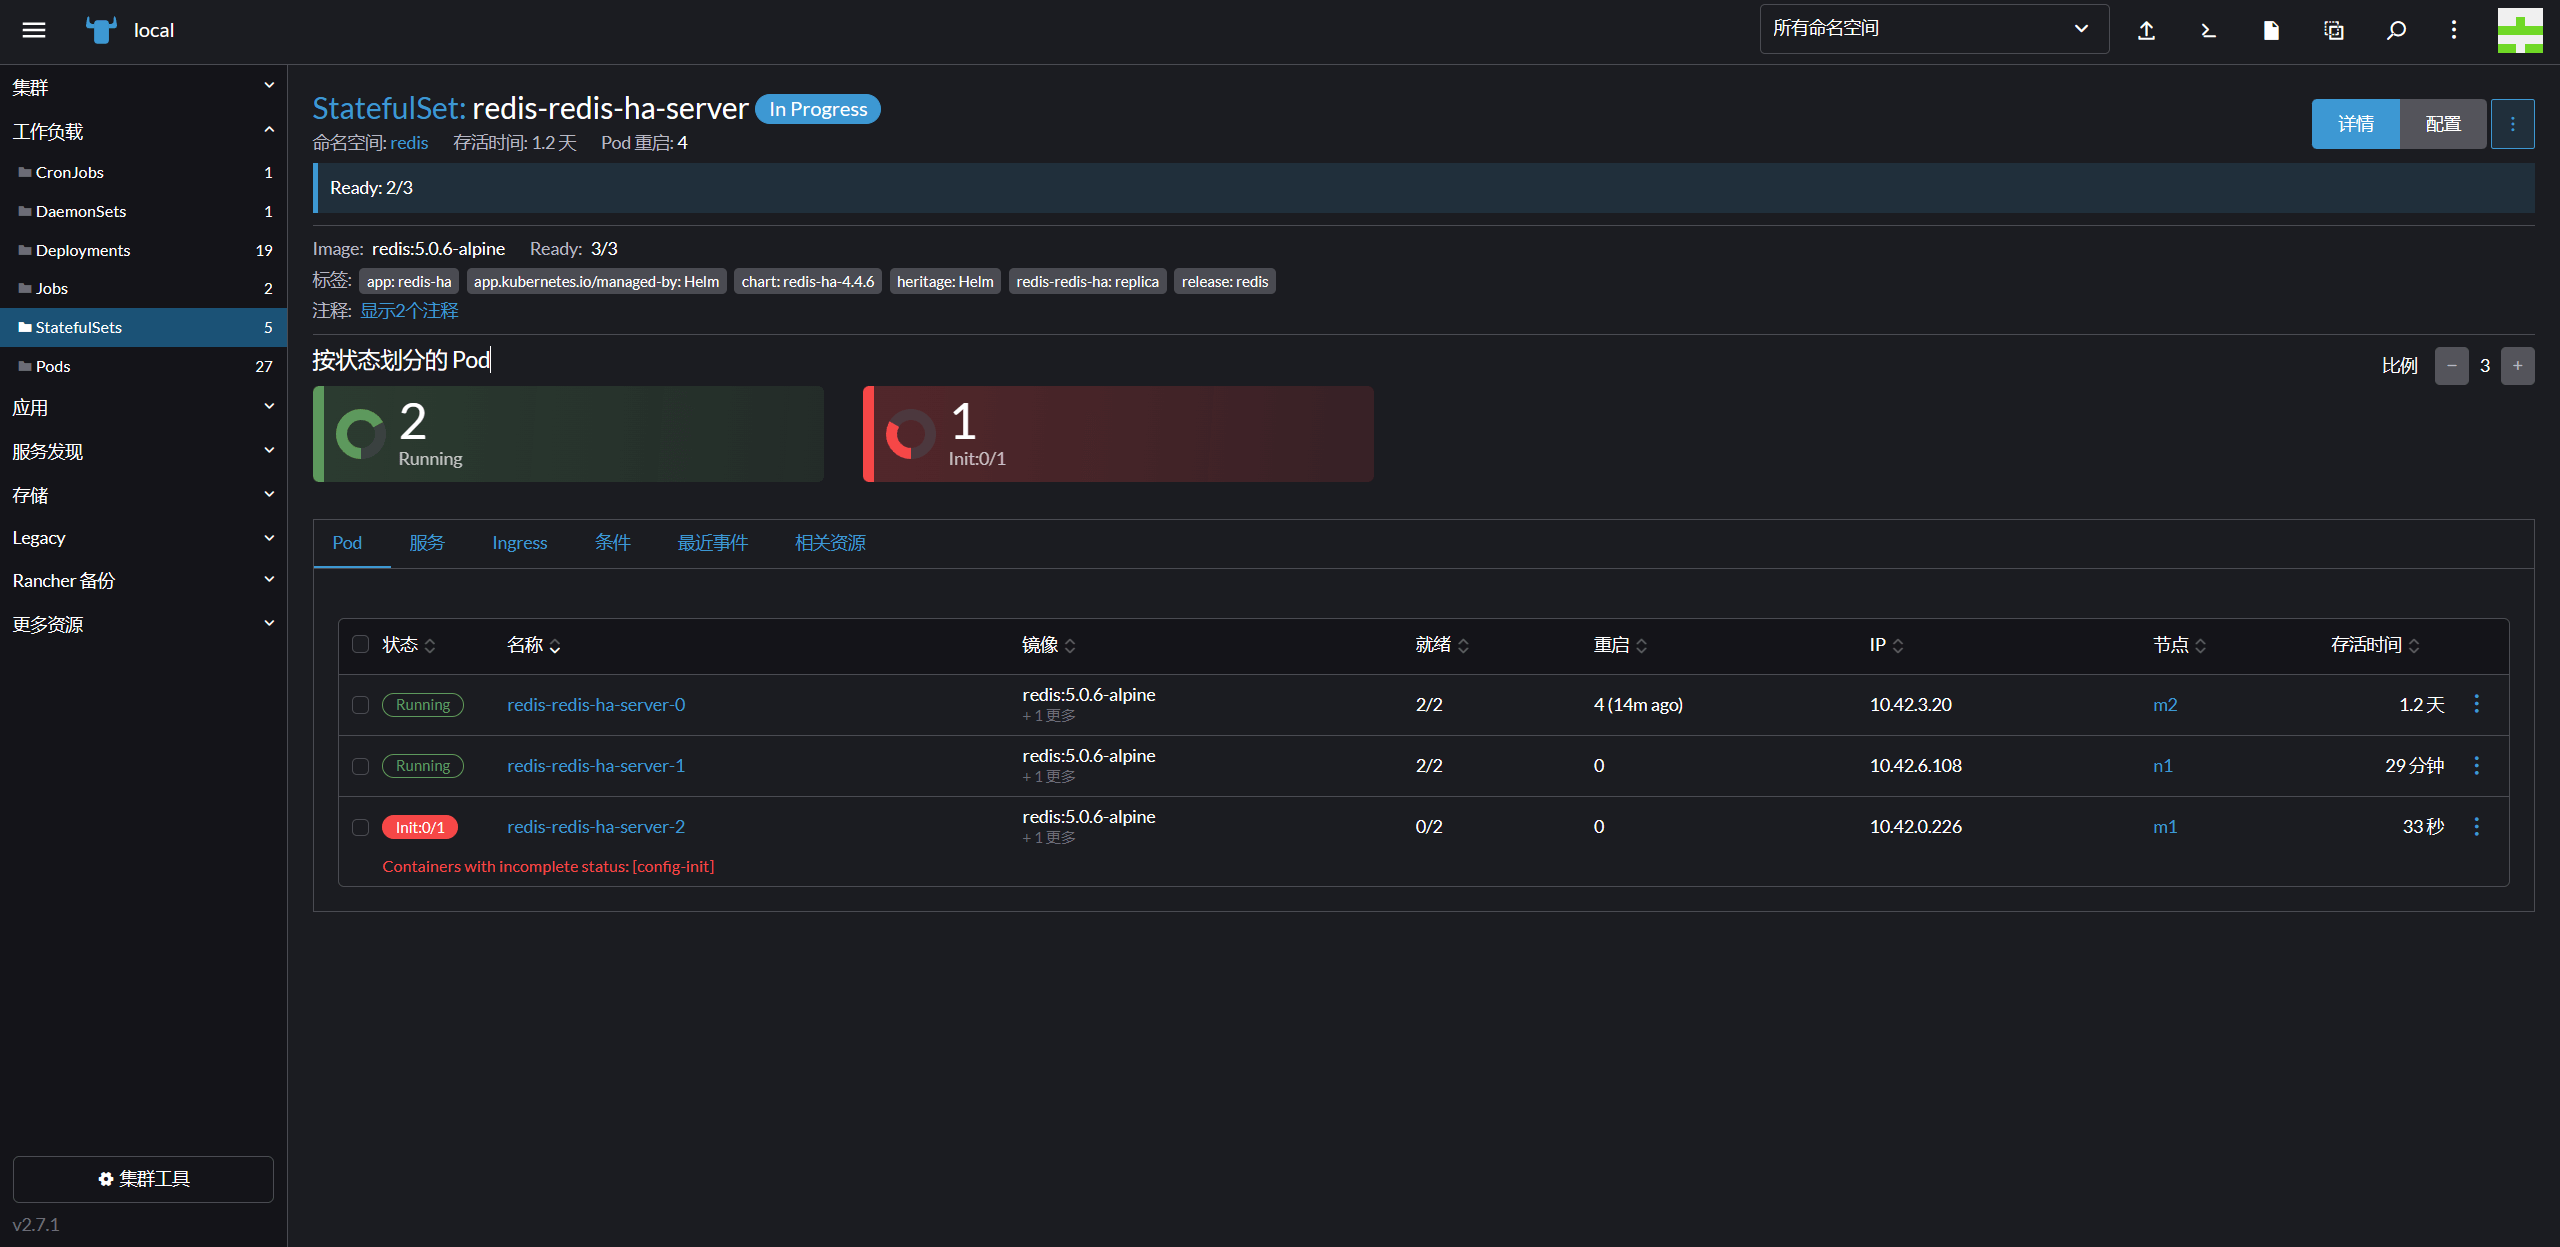 local
所有命名空间
集群
工作负载
CronJobs 1
DaemonSets 1
Deployments 19
Jobs 2
StatefulSets 5
Pods 27
应用
服务发现
存储
Legacy
Rancher 备份
更多资源
集群工具
v2.7.1
StatefulSet: redis-redis-ha-server In Progress
命名空间: redis 存活时间: 1.2 天 Pod 重启: 4
详情 配置
Ready: 2/3
Image: redis:5.0.6-alpine Ready: 3/3
标签: app: redis-ha app.kubernetes.io/managed-by: Helm chart: redis-ha-4.4.6 heritage: Helm redis-redis-ha: replica release: redis
注释: 显示2个注释
按状态划分的 Pod
比例 − 3 +
2
Running
1
Init:0/1
Pod 服务 Ingress 条件 最近事件 相关资源
状态 名称 镜像 就绪 重启 IP 节点 存活时间
Running redis-redis-ha-server-0 redis:5.0.6-alpine 2/2 4 (14m ago) 10.42.3.20 m2 1.2 天
+ 1 更多
Running redis-redis-ha-server-1 redis:5.0.6-alpine 2/2 0 10.42.6.108 n1 29 分钟
+ 1 更多
Init:0/1 redis-redis-ha-server-2 redis:5.0.6-alpine 0/2 0 10.42.0.226 m1 33 秒
+ 1 更多
Containers with incomplete status: [config-init]